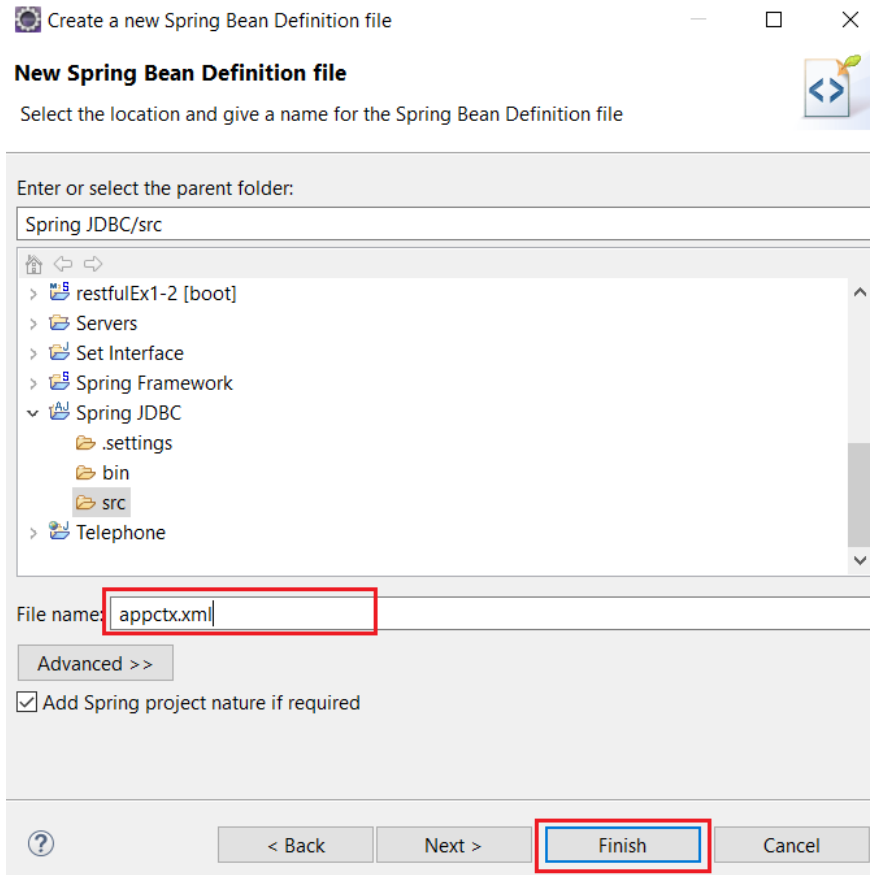 Create a new Spring Bean Definition file
New Spring Bean Definition file
Select the location and give a name for the Spring Bean Definition file
Enter or select the parent folder:
Spring JDBC/src
restfulEx1-2 [boot]
Servers
Set Interface
Spring Framework
Spring JDBC
.settings
bin
src
Telephone
File name: appctx.xml
Advanced >>
Add Spring project nature if required
< Back Next > Finish Cancel